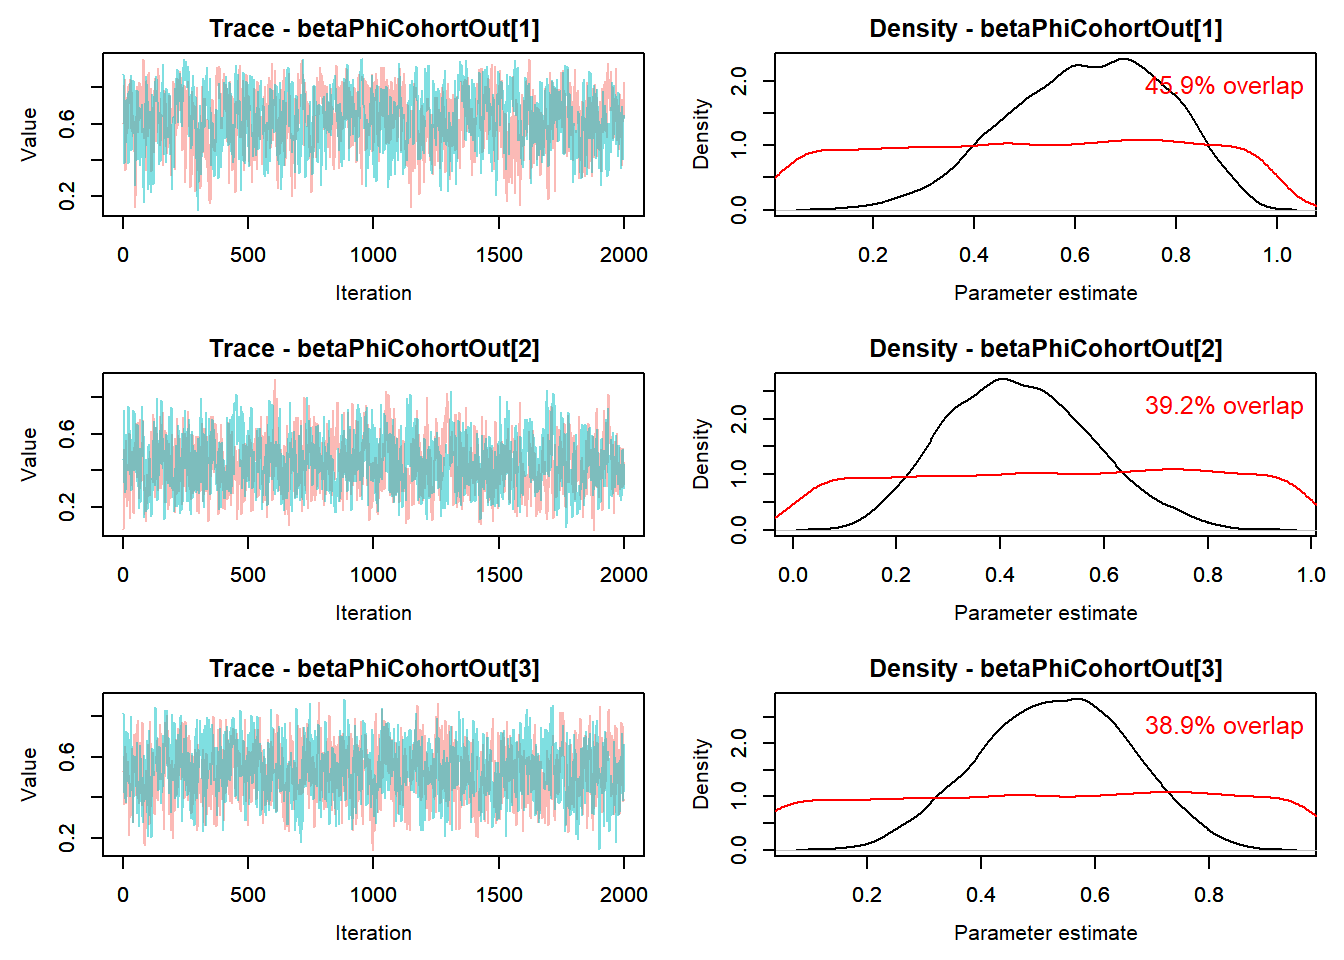 Trace - betaPhiCohortOut[1]
Value
0.2
0.6
0
500
1000
1500
2000
Iteration
Density - betaPhiCohortOut[1]
45.9% overlap
Density
0.0
1.0
2.0
0.2
0.4
0.6
0.8
1.0
Parameter estimate
Trace - betaPhiCohortOut[2]
Value
0.2
0.6
0
500
1000
1500
2000
Iteration
Density - betaPhiCohortOut[2]
39.2% overlap
Density
0.0
1.0
2.0
0.0
0.2
0.4
0.6
0.8
1.0
Parameter estimate
Trace - betaPhiCohortOut[3]
Value
0.2
0.6
0
500
1000
1500
2000
Iteration
Density - betaPhiCohortOut[3]
38.9% overlap
Density
0.0
1.0
2.0
0.2
0.4
0.6
0.8
Parameter estimate